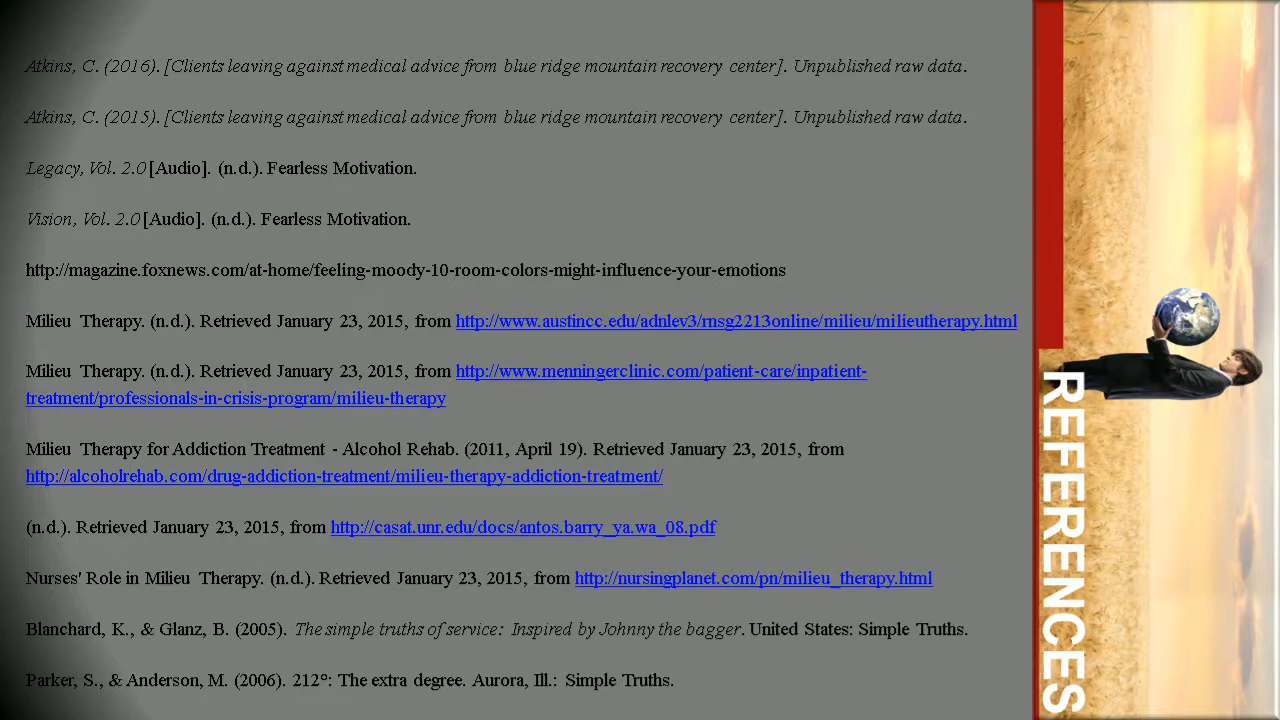 Atkins, C. (2016). [Clients leaving against medical advice from blue ridge mountain recovery center]. Unpublished raw data.
Atkins, C. (2015). [Clients leaving against medical advice from blue ridge mountain recovery center]. Unpublished raw data.
Legacy, Vol. 2.0 [Audio]. (n.d.). Fearless Motivation.
Vision, Vol. 2.0 [Audio]. (n.d.). Fearless Motivation.
http://magazine.foxnews.com/at-home/feeling-moody-10-room-colors-might-influence-your-emotions
Milieu Therapy. (n.d.). Retrieved January 23, 2015, from http://www.austincc.edu/adnlev3/rnsg2213online/milieu/milieutherapy.html
Milieu Therapy. (n.d.). Retrieved January 23, 2015, from http://www.menningerclinic.com/patient-care/inpatient-
treatment/professionals-in-crisis-program/milieu-therapy
Milieu Therapy for Addiction Treatment - Alcohol Rehab. (2011, April 19). Retrieved January 23, 2015, from
http://alcoholrehab.com/drug-addiction-treatment/milieu-therapy-addiction-treatment/
(n.d.). Retrieved January 23, 2015, from http://casat.unr.edu/docs/antos.barry_ya.wa_08.pdf
Nurses' Role in Milieu Therapy. (n.d.). Retrieved January 23, 2015, from http://nursingplanet.com/pn/milieu_therapy.html
Blanchard, K., & Glanz, B. (2005). The simple truths of service: Inspired by Johnny the bagger. United States: Simple Truths.
Parker, S., & Anderson, M. (2006). 212°: The extra degree. Aurora, Ill.: Simple Truths.
REFERENCES